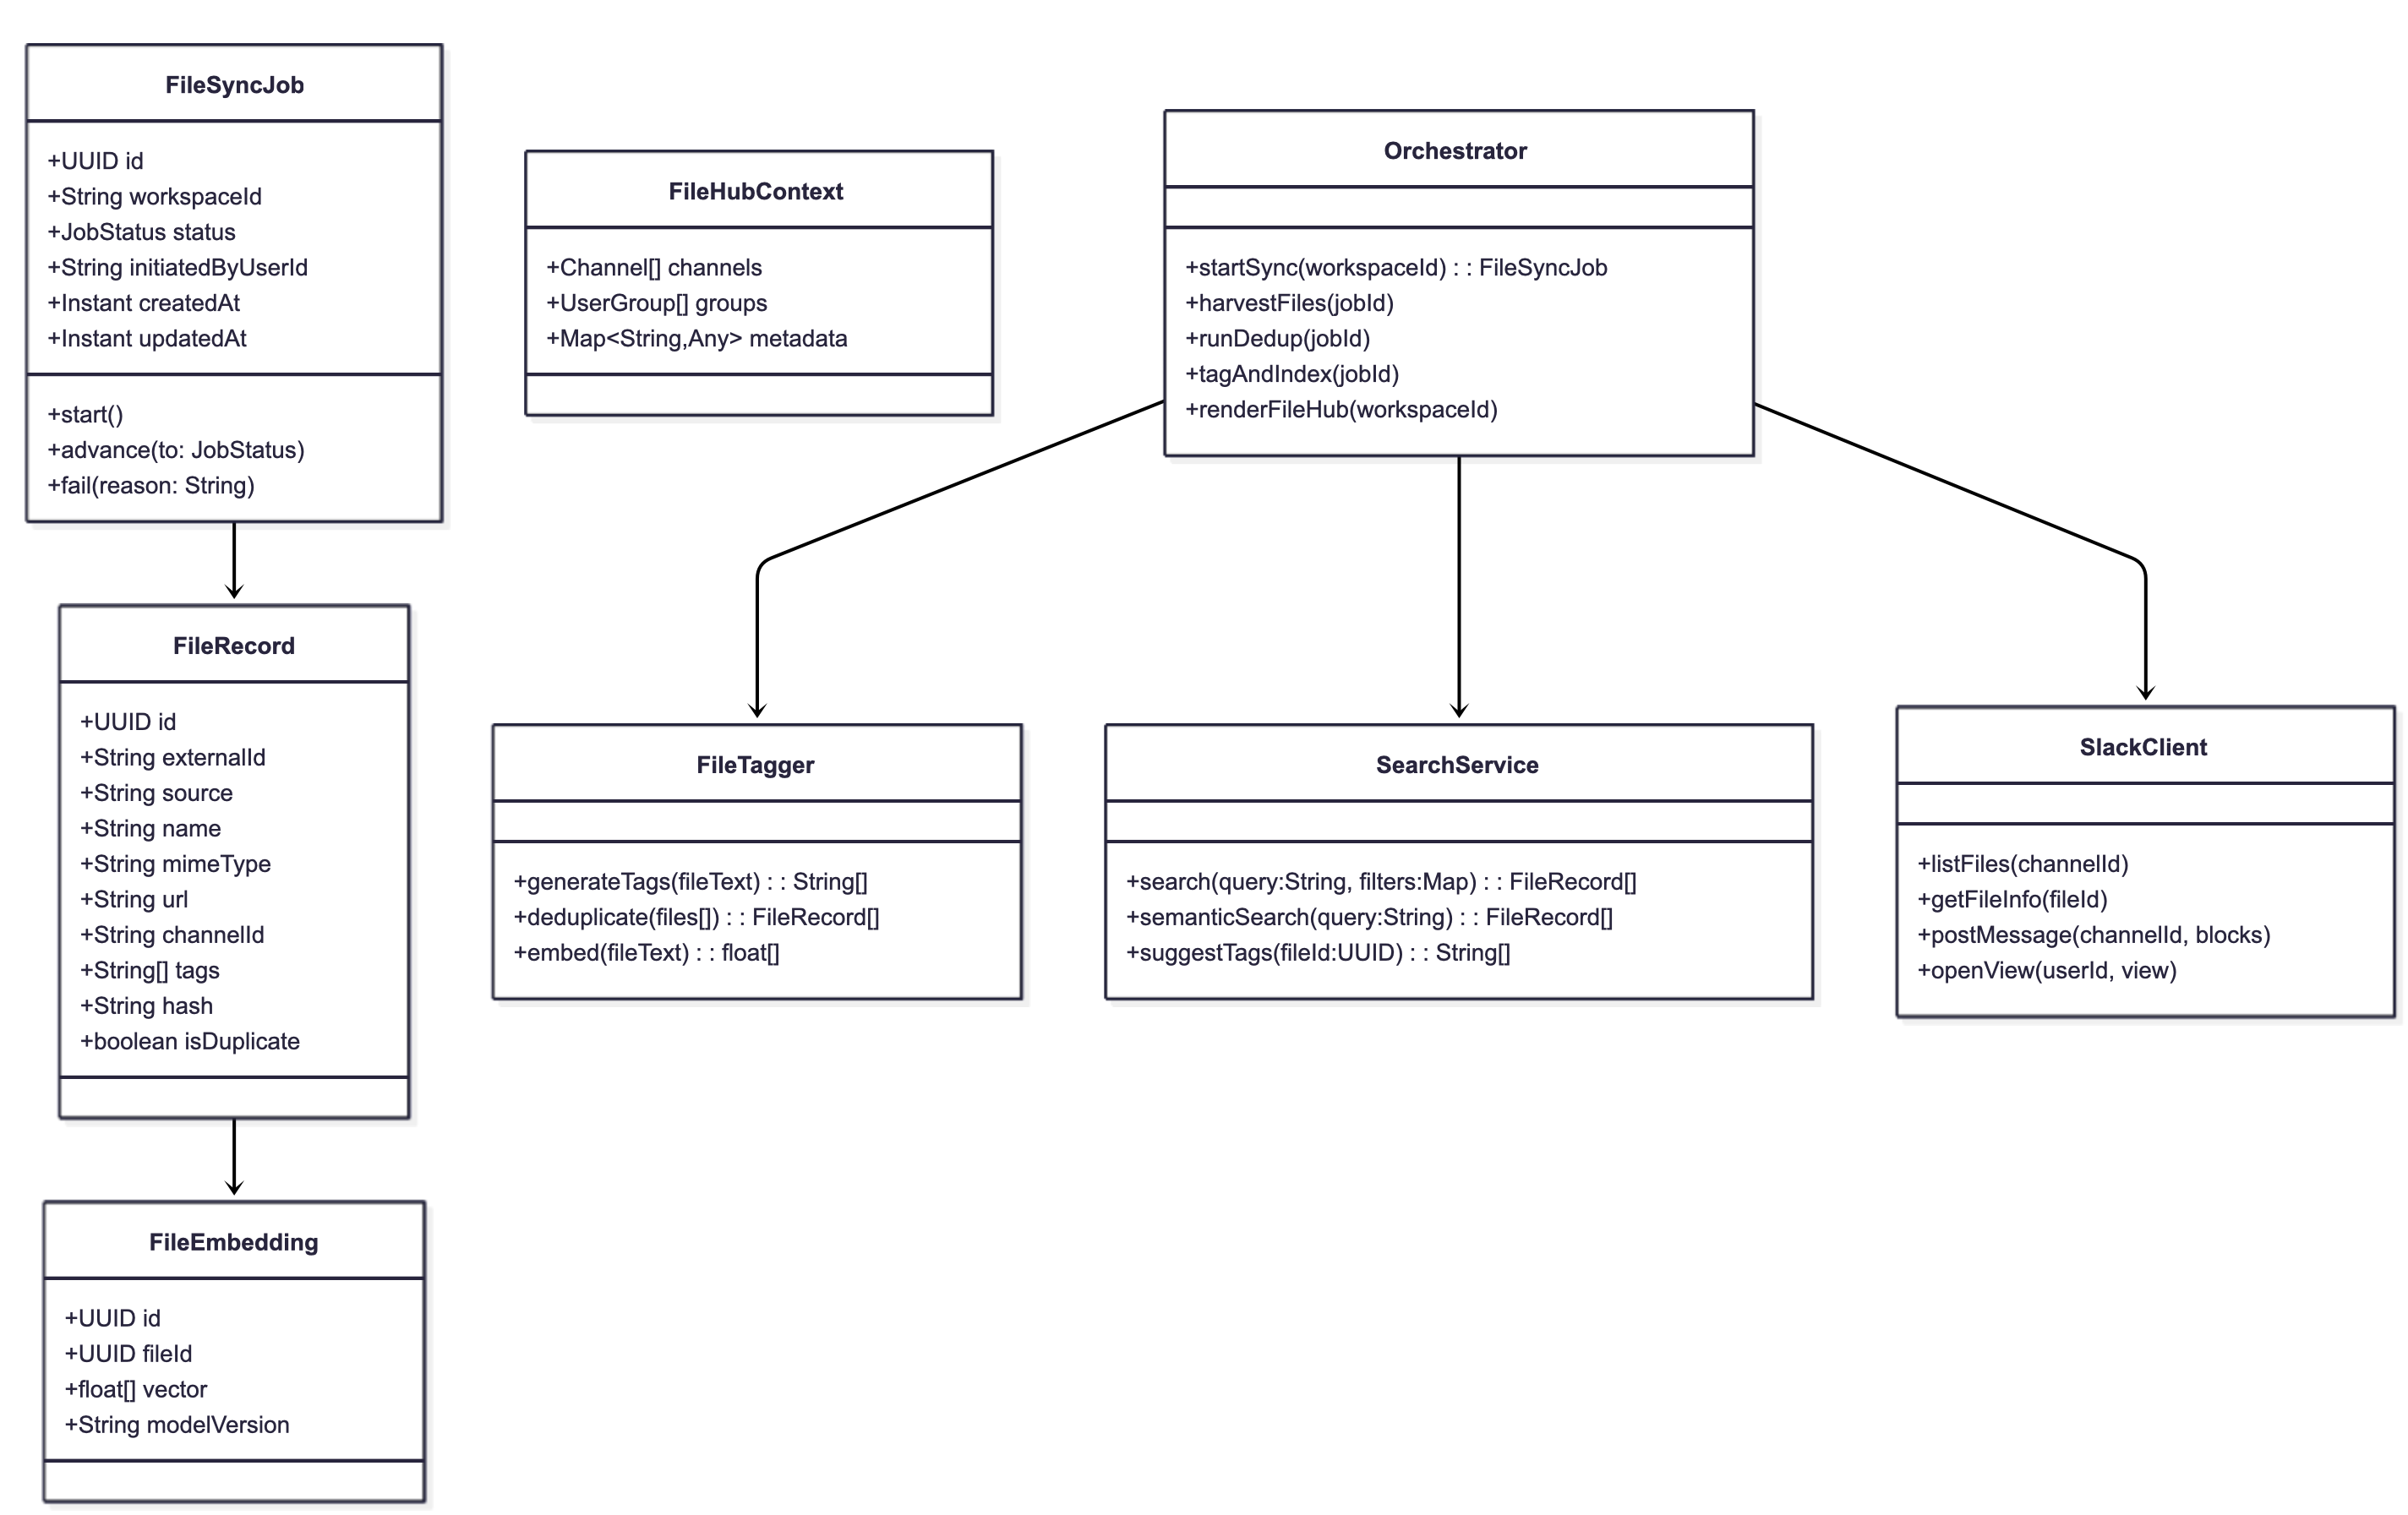 FileSyncJob
+UUID id
+String workspaceId
+JobStatus status
+String initiatedByUserId
+Instant createdAt
+Instant updatedAt
+start()
+advance(to: JobStatus)
+fail(reason: String)
FileHubContext
+Channel[] channels
+UserGroup[] groups
+Map<String,Any> metadata
Orchestrator
+startSync(workspaceId) : : FileSyncJob
+harvestFiles(jobId)
+runDedup(jobId)
+tagAndIndex(jobId)
+renderFileHub(workspaceId)
FileRecord
+UUID id
+String externalId
+String source
+String name
+String mimeType
+String url
+String channelId
+String[] tags
+String hash
+boolean isDuplicate
FileTagger
+generateTags(fileText) : : String[]
+deduplicate(files[]) : : FileRecord[]
+embed(fileText) : : float[]
SearchService
+search(query:String, filters:Map) : : FileRecord[]
+semanticSearch(query:String) : : FileRecord[]
+suggestTags(fileId:UUID) : : String[]
SlackClient
+listFiles(channelId)
+getFileInfo(fileId)
+postMessage(channelId, blocks)
+openView(userId, view)
FileEmbedding
+UUID id
+UUID fileId
+float[] vector
+String modelVersion